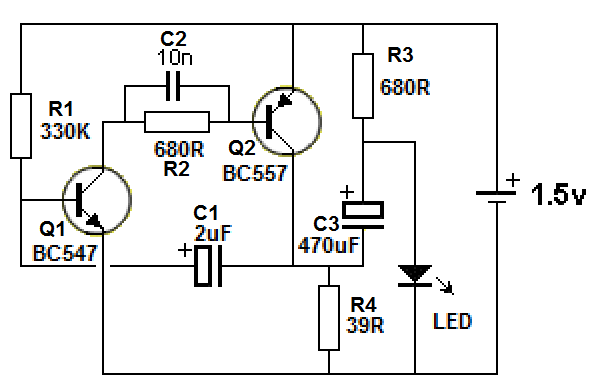 C2
10n
R3
680R
R1
330K
680R
R2
Q2
BC557
1.5v
C1
2uF
C3
470uF
Q1
BC547
R4
39R
LED